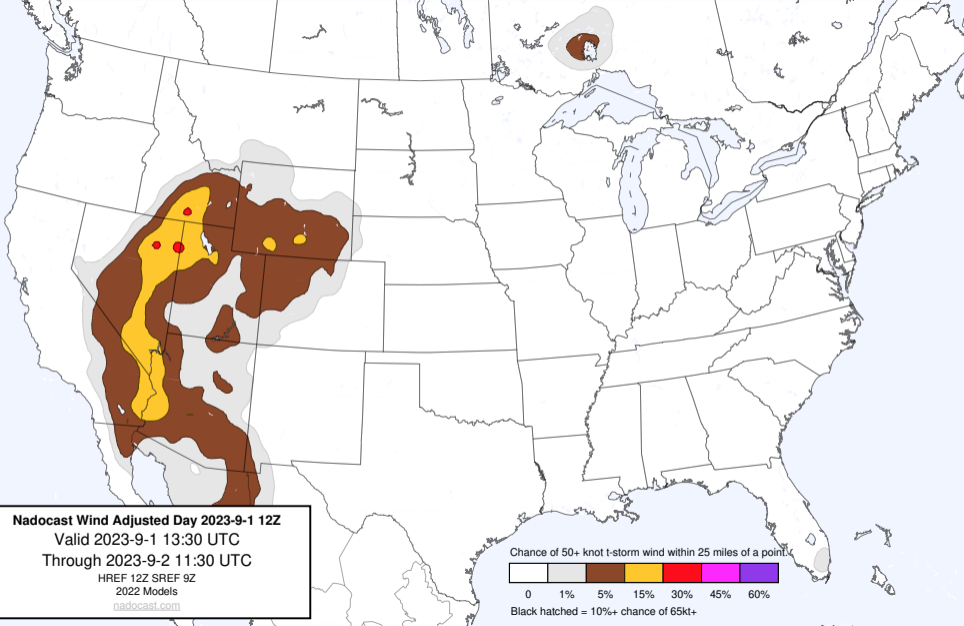 Nadocast Wind Adjusted Day 2023-9-1 12Z
Valid 2023-9-1 13:30 UTC
Through 2023-9-2 11:30 UTC
HREF 12Z SREF 9Z
2022 Models
nadocast.com
Chance of 50+ knot t-storm wind within 25 miles of a point.
0 1% 5% 15% 30% 45% 60%
Black hatched = 10%+ chance of 65kt+